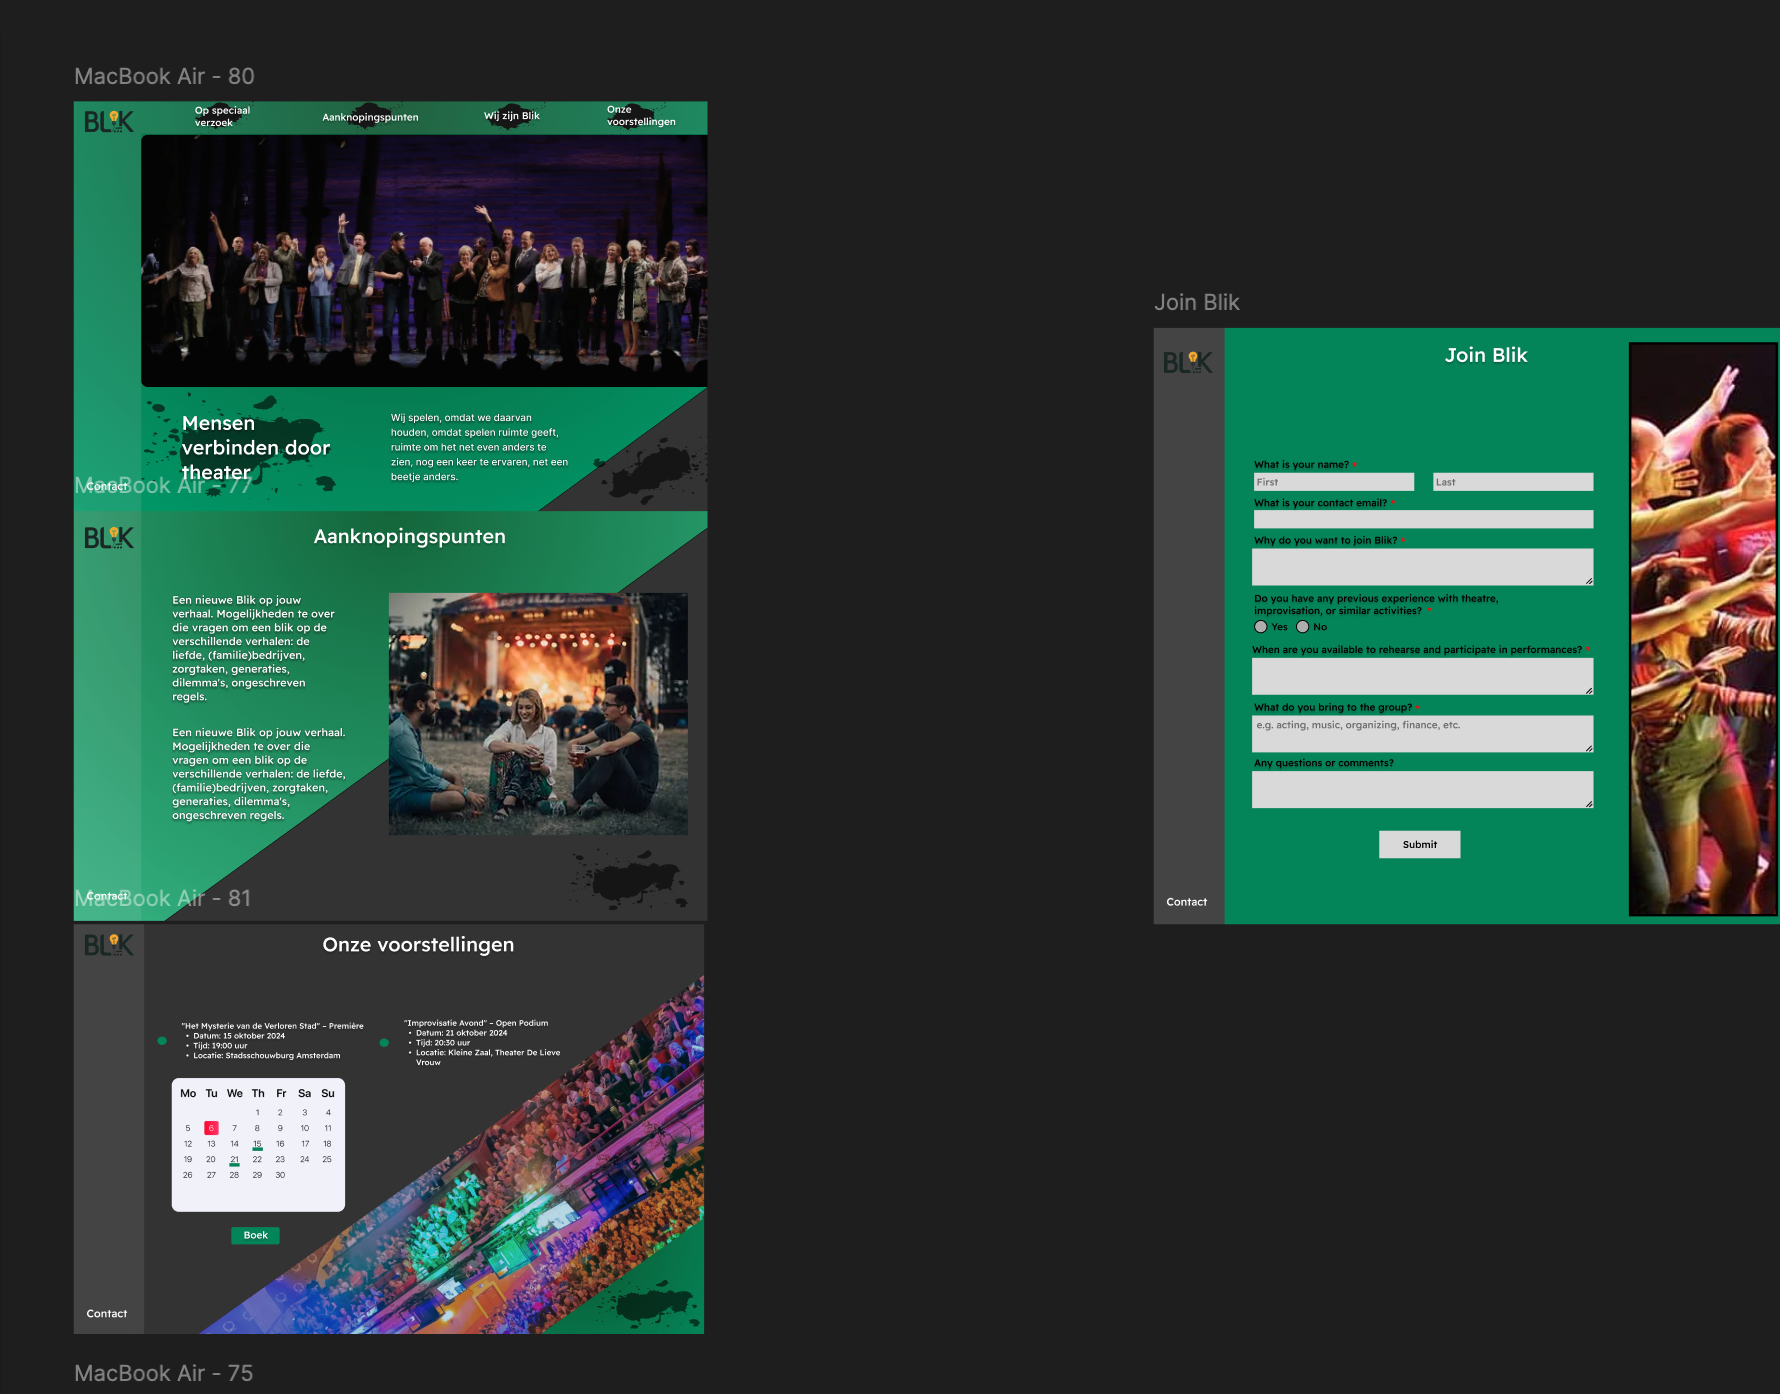 MacBook Air - 80
BLIK
Op speciaal
verzoek
Aanknopingspunten
Wij zijn Blik
Onze
voorstellingen
Mensen
verbinden door
theater
Wij spelen, omdat we daarvan
houden, omdat spelen ruimte geeft,
ruimte om het net even anders te
zien, nog een keer te ervaren, net een
beetje anders.
Contact
MacBook Air - 77
BLIK
Aanknopingspunten
Een nieuwe Blik op jouw
verhaal. Mogelijkheden te over
die vragen om een blik op de
verschillende verhalen: de
liefde, (familie)bedrijven,
zorgtaken, generaties,
dilemma's, ongeschreven
regels.
Een nieuwe Blik op jouw verhaal.
Mogelijkheden te over die
vragen om een blik op de
verschillende verhalen: de liefde,
(familie)bedrijven, zorgtaken,
generaties, dilemma's,
ongeschreven regels.
Contact
MacBook Air - 81
BLIK
Onze voorstellingen
"Het Mysterie van de Verloren Stad" – Première
• Datum: 15 oktober 2024
• Tijd: 19:00 uur
• Locatie: Stadsschouwburg Amsterdam
"Improvisatie Avond" – Open Podium
• Datum: 21 oktober 2024
• Tijd: 20:30 uur
• Locatie: Kleine Zaal, Theater De Lieve
Vrouw
Mo Tu We Th Fr Sa Su
1 2 3 4
5 6 7 8 9 10 11
12 13 14 15 16 17 18
19 20 21 22 23 24 25
26 27 28 29 30
Boek
Contact
MacBook Air - 75
Join Blik
BLIK
Join Blik
What is your name? *
First
Last
What is your contact email? *
Why do you want to join Blik? *
Do you have any previous experience with theatre,
improvisation, or similar activities? *
Yes No
When are you available to rehearse and participate in performances? *
What do you bring to the group? *
e.g. acting, music, organizing, finance, etc.
Any questions or comments?
Submit
Contact